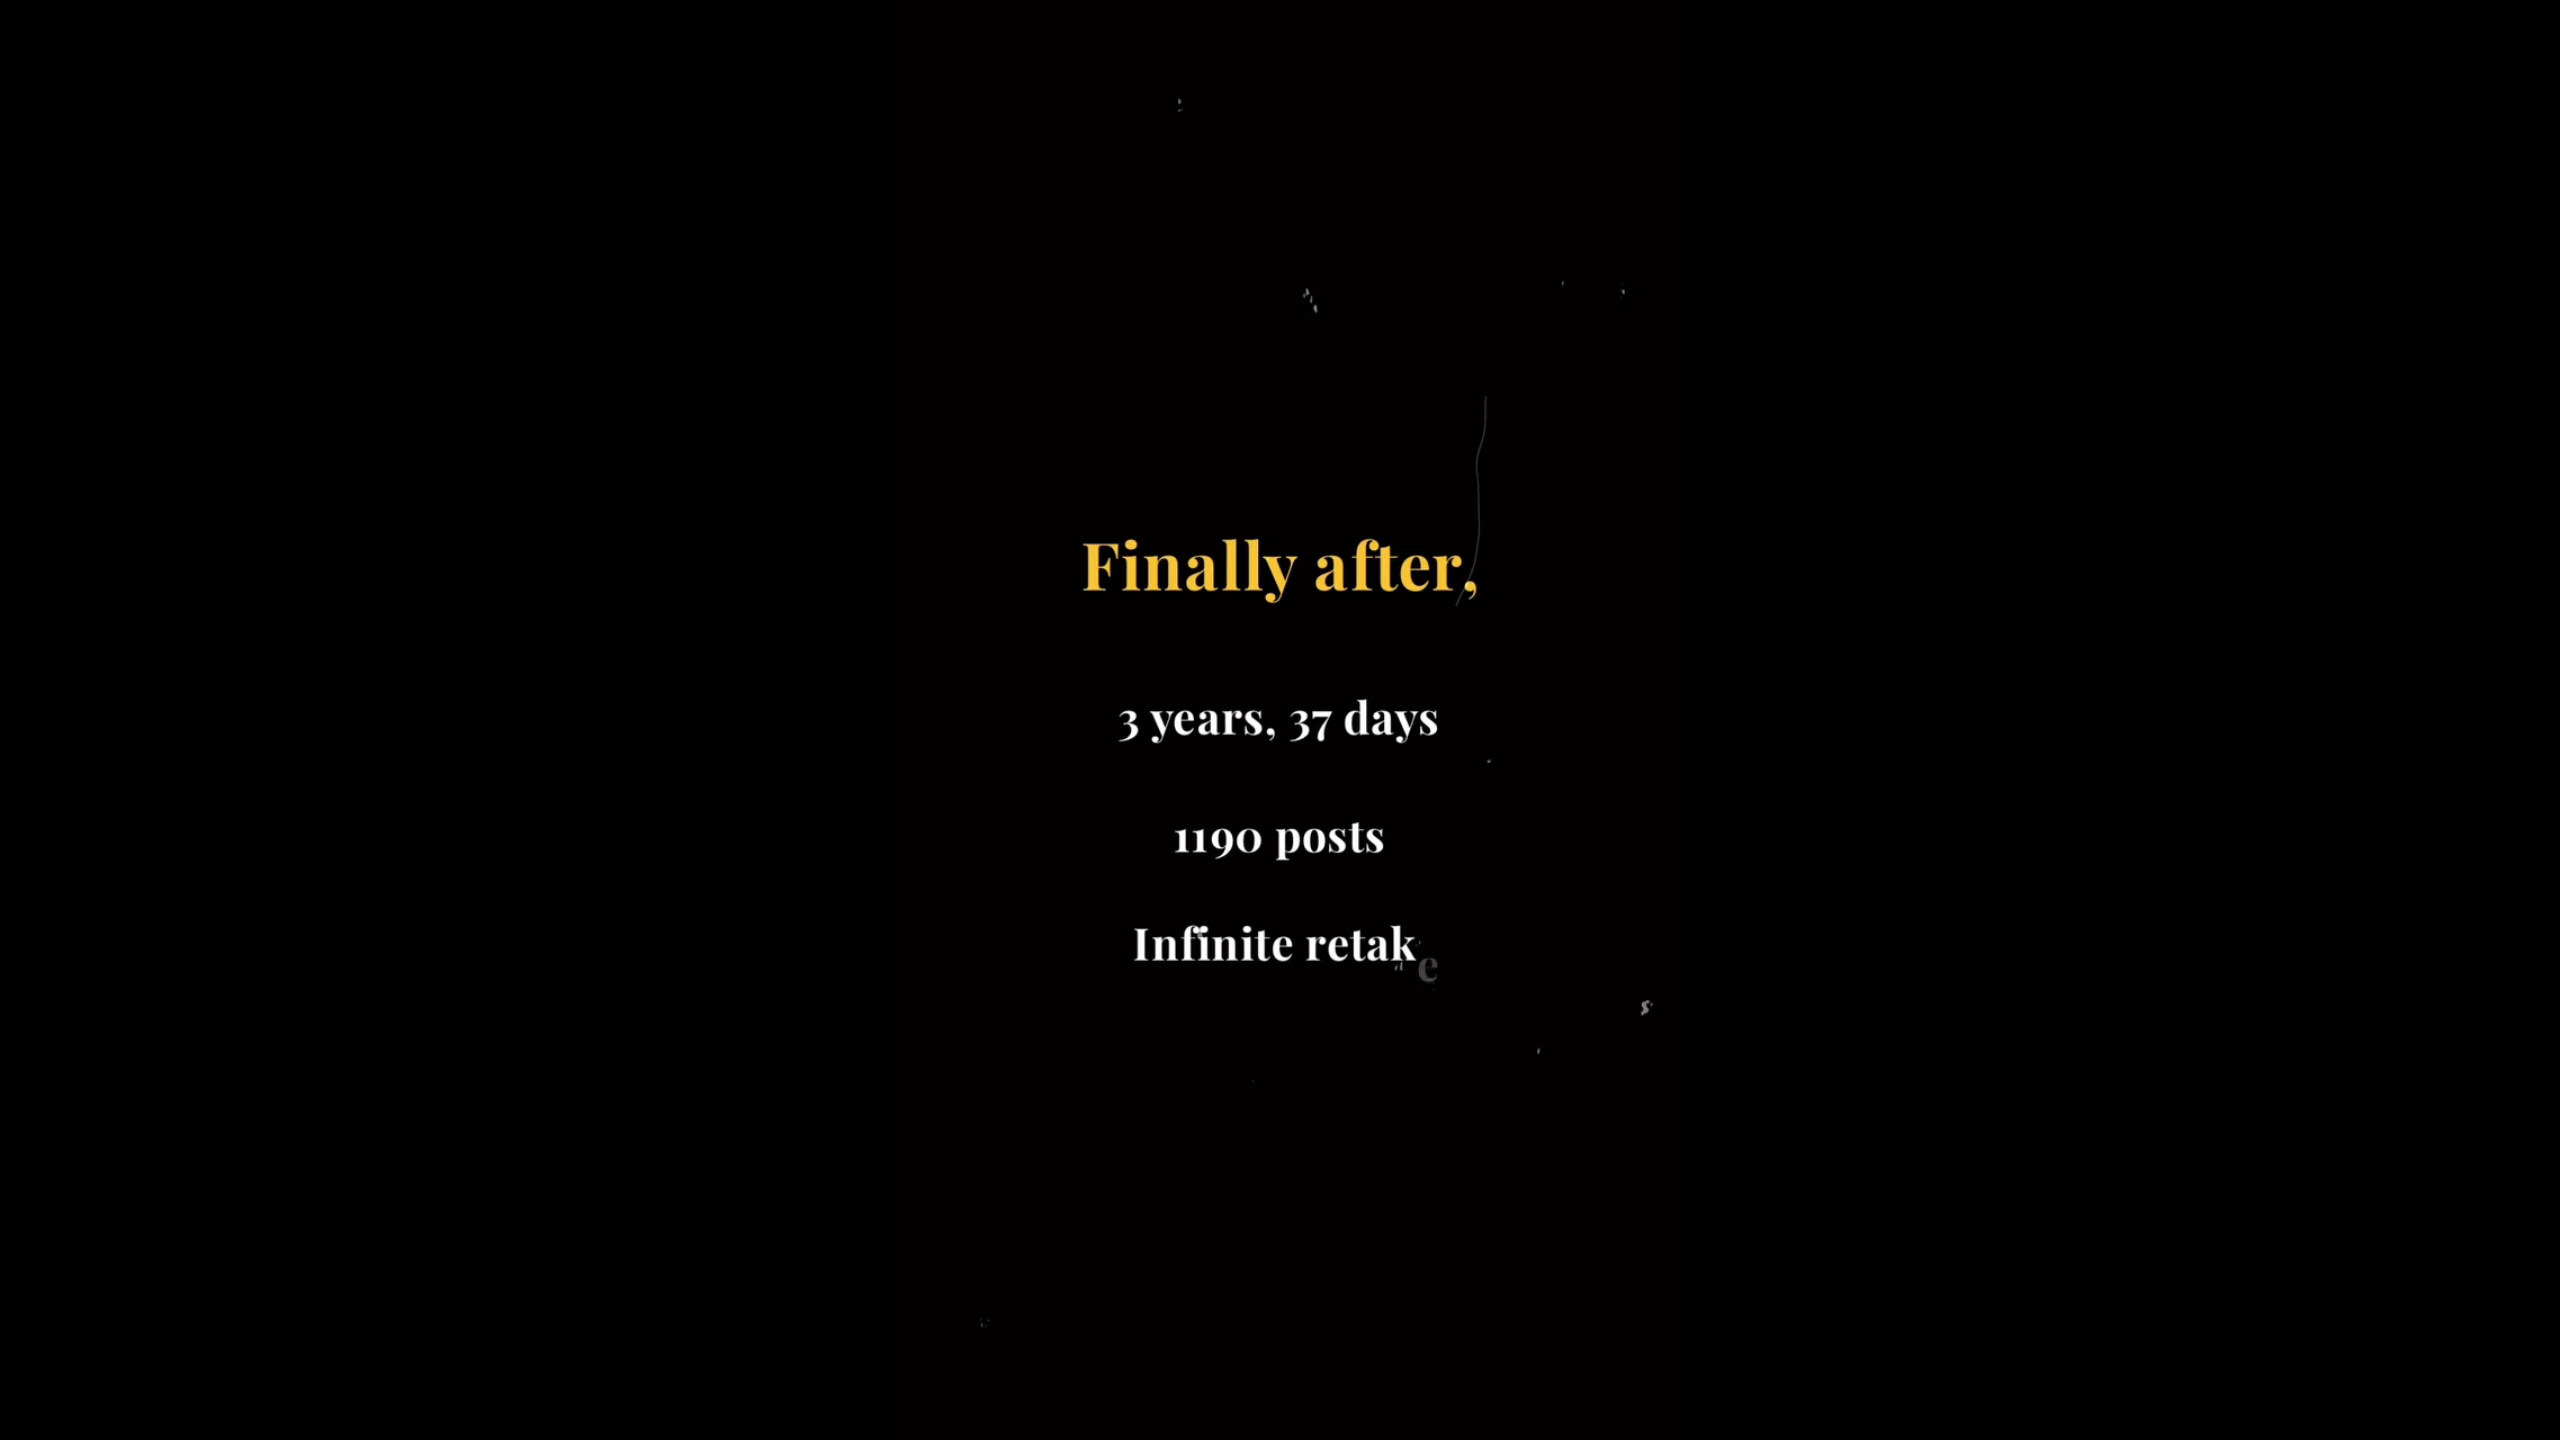 Finally after,
3 years, 37 days
1190 posts
Infinite retake